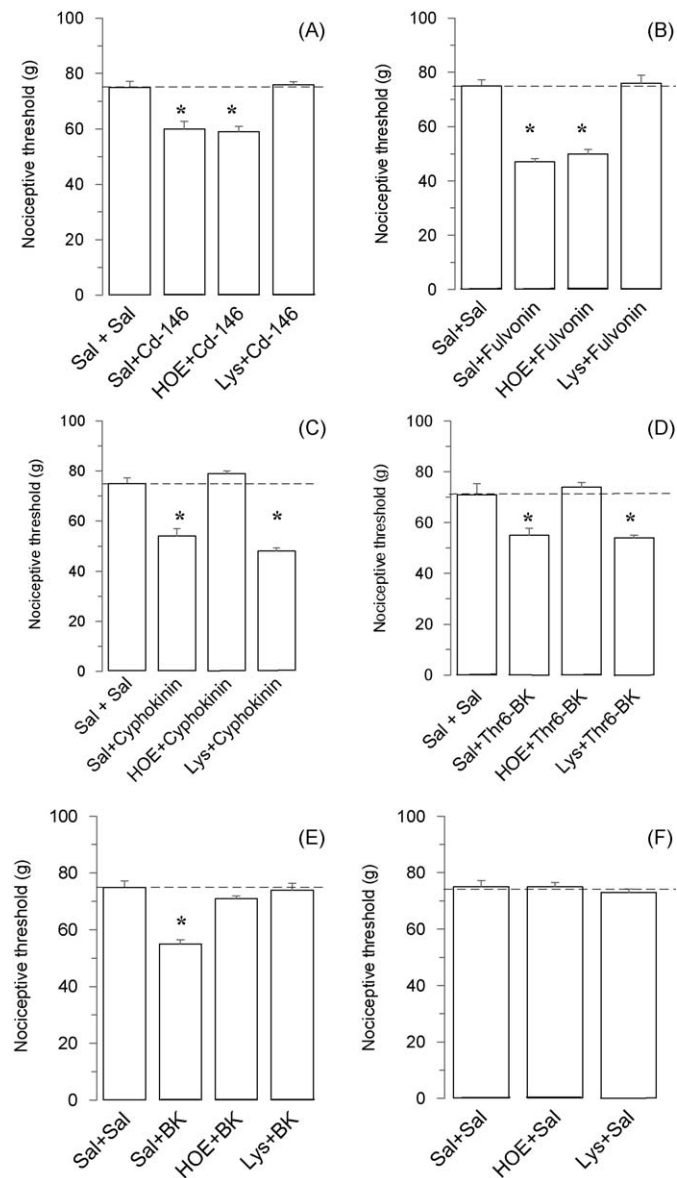 (A)
Nociceptive threshold (g)
100
80
60
40
20
0
* *
Sal + Sal
Sal+Cd-146
HOE+Cd-146
Lys+Cd-146
(B)
Nociceptive threshold (g)
100
80
60
40
20
0
* *
Sal+Sal
Sal+Fulvonin
HOE+Fulvonin
Lys+Fulvonin
(C)
Nociceptive threshold (g)
100
80
60
40
20
0
* *
Sal + Sal
Sal+Cyphokinin
HOE+Cyphokinin
Lys+Cyphokinin
(D)
Nociceptive threshold (g)
100
80
60
40
20
0
* *
Sal + Sal
Sal+Thr6-BK
HOE+Thr6-BK
Lys+Thr6-BK
(E)
Nociceptive threshold (g)
100
80
60
40
20
0
*
Sal+Sal
Sal+BK
HOE+BK
Lys+BK
(F)
Nociceptive threshold (g)
100
80
60
40
20
0
Sal+Sal
HOE+Sal
Lys+Sal